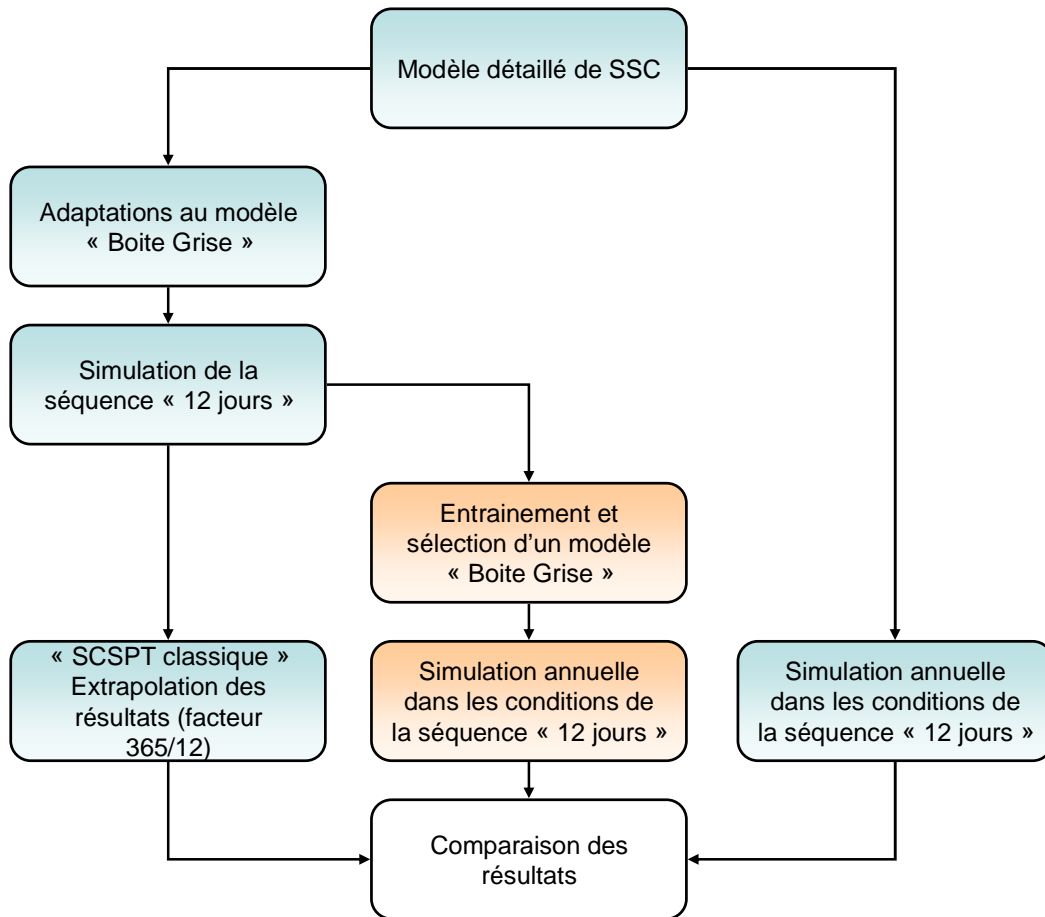 Modèle détaillé de SSC
Adaptations au modèle
« Boite Grise »
Simulation de la
séquence « 12 jours »
Entrainement et
sélection d'un modèle
« Boite Grise »
« SCSPT classique »
Extrapolation des
résultats (facteur
365/12)
Simulation annuelle
dans les conditions de
la séquence « 12 jours »
Simulation annuelle
dans les conditions de
la séquence « 12 jours »
Comparaison des
résultats